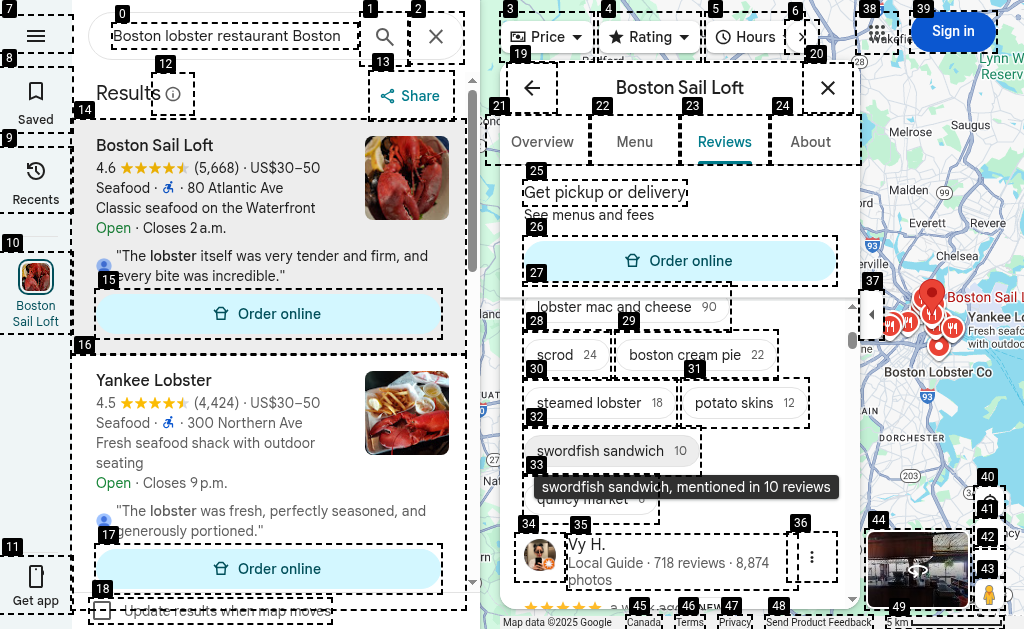 Boston lobster restaurant Boston
Price
Rating
Hours
Sign in
Saved
Recents
Boston
Sail Loft
Get app
Results
Share
Boston Sail Loft
4.6 (5,668) · US$30–50
Seafood · · 80 Atlantic Ave
Classic seafood on the Waterfront
Open · Closes 2 a.m.
"The lobster itself was very tender and firm, and
every bite was incredible."
Order online
Yankee Lobster
4.5 (4,424) · US$30–50
Seafood · · 300 Northern Ave
Fresh seafood shack with outdoor
seating
Open · Closes 9 p.m.
"The lobster was fresh, perfectly seasoned, and
generously portioned."
Order online
Update results when map moves
Boston Sail Loft
Overview
Menu
Reviews
About
Get pickup or delivery
See menus and fees
Order online
lobster mac and cheese 90
scrod 24
boston cream pie 22
steamed lobster 18
potato skins 12
swordfish sandwich 10
swordfish sandwich, mentioned in 10 reviews
quincy market
Vy H.
Local Guide · 718 reviews · 8,874
photos
a week ago NEW
Melrose
Saugus
Lynn W
Reserv
Malden
Everett
Revere
Chelsea
93
Boston Sail L
Yankee Lo
Fresh seafoo
with outdoo
Boston Lobster Co
93
DORCHESTER
203
Map data ©2025 Google
Canada
Terms
Privacy
Send Product Feedback
5 km
0
1
2
3
4
5
6
7
8
9
10
11
12
13
14
15
16
17
18
19
20
21
22
23
24
25
26
27
28
29
30
31
32
33
34
35
36
37
38
39
40
41
42
43
44
45
46
47
48
49